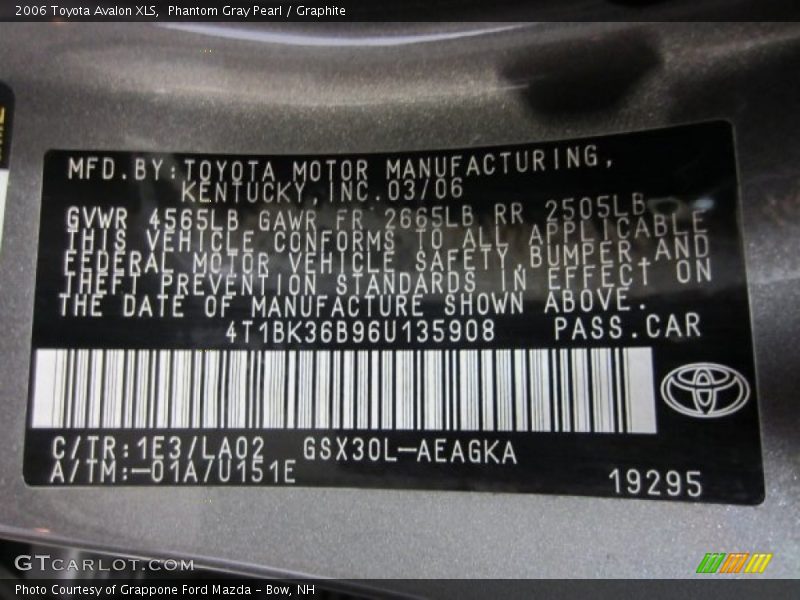 2006 Toyota Avalon XLS, Phantom Gray Pearl / Graphite
MFD.BY:TOYOTA MOTOR MANUFACTURING,
KENTUCKY,INC.03/06
GVWR 4565LB GAWR FR 2665LB RR 2505LB
THIS VEHICLE CONFORMS TO ALL APPLICABLE
FEDERAL MOTOR VEHICLE SAFETY,BUMPER,AND
THEFT PREVENTION STANDARDS IN EFFECT ON
THE DATE OF MANUFACTURE SHOWN ABOVE.
4T1BK36B96U135908 PASS.CAR
C/TR:1E3/LA02 GSX30L-AEAGKA
A/TM:-01A/U151E
19295
GTCARLOT.COM
Photo Courtesy of Grappone Ford Mazda - Bow, NH